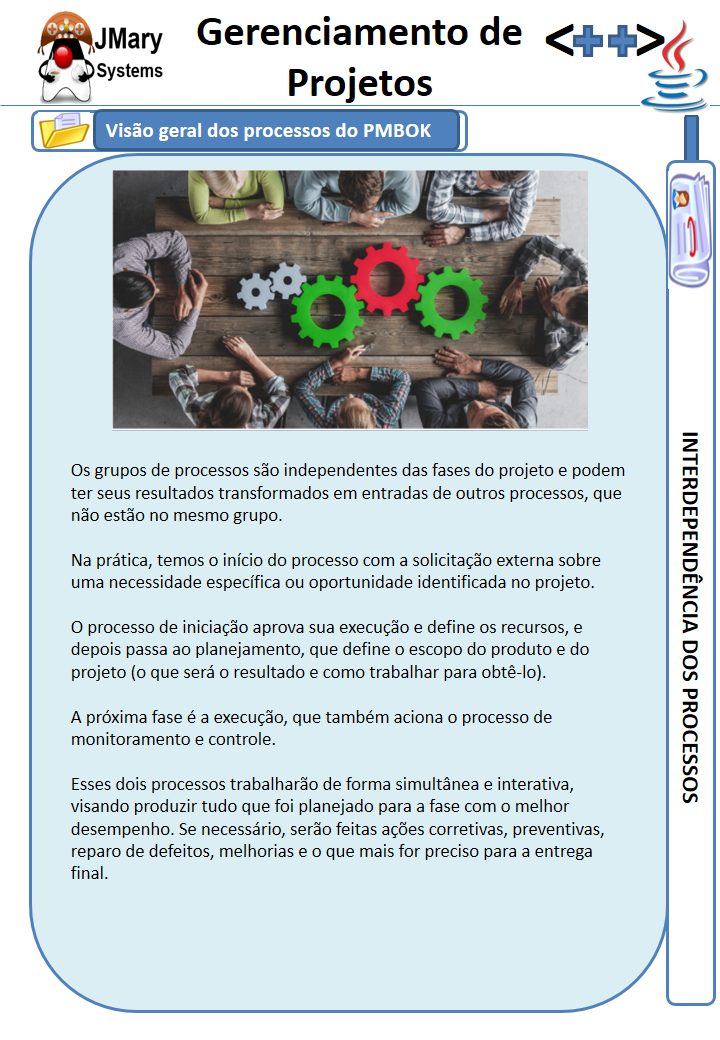 JMary
Systems
Gerenciamento de
Projetos
<++>
Visão geral dos processos do PMBOK
Os grupos de processos são independentes das fases do projeto e podem
ter seus resultados transformados em entradas de outros processos, que
não estão no mesmo grupo.
Na prática, temos o início do processo com a solicitação externa sobre
uma necessidade específica ou oportunidade identificada no projeto.
O processo de iniciação aprova sua execução e define os recursos, e
depois passa ao planejamento, que define o escopo do produto e do
projeto (o que será o resultado e como trabalhar para obtê-lo).
A próxima fase é a execução, que também aciona o processo de
monitoramento e controle.
Esses dois processos trabalharão de forma simultânea e interativa,
visando produzir tudo que foi planejado para a fase com o melhor
desempenho. Se necessário, serão feitas ações corretivas, preventivas,
reparo de defeitos, melhorias e o que mais for preciso para a entrega
final.
INTERDEPENDÊNCIA DOS PROCESSOS